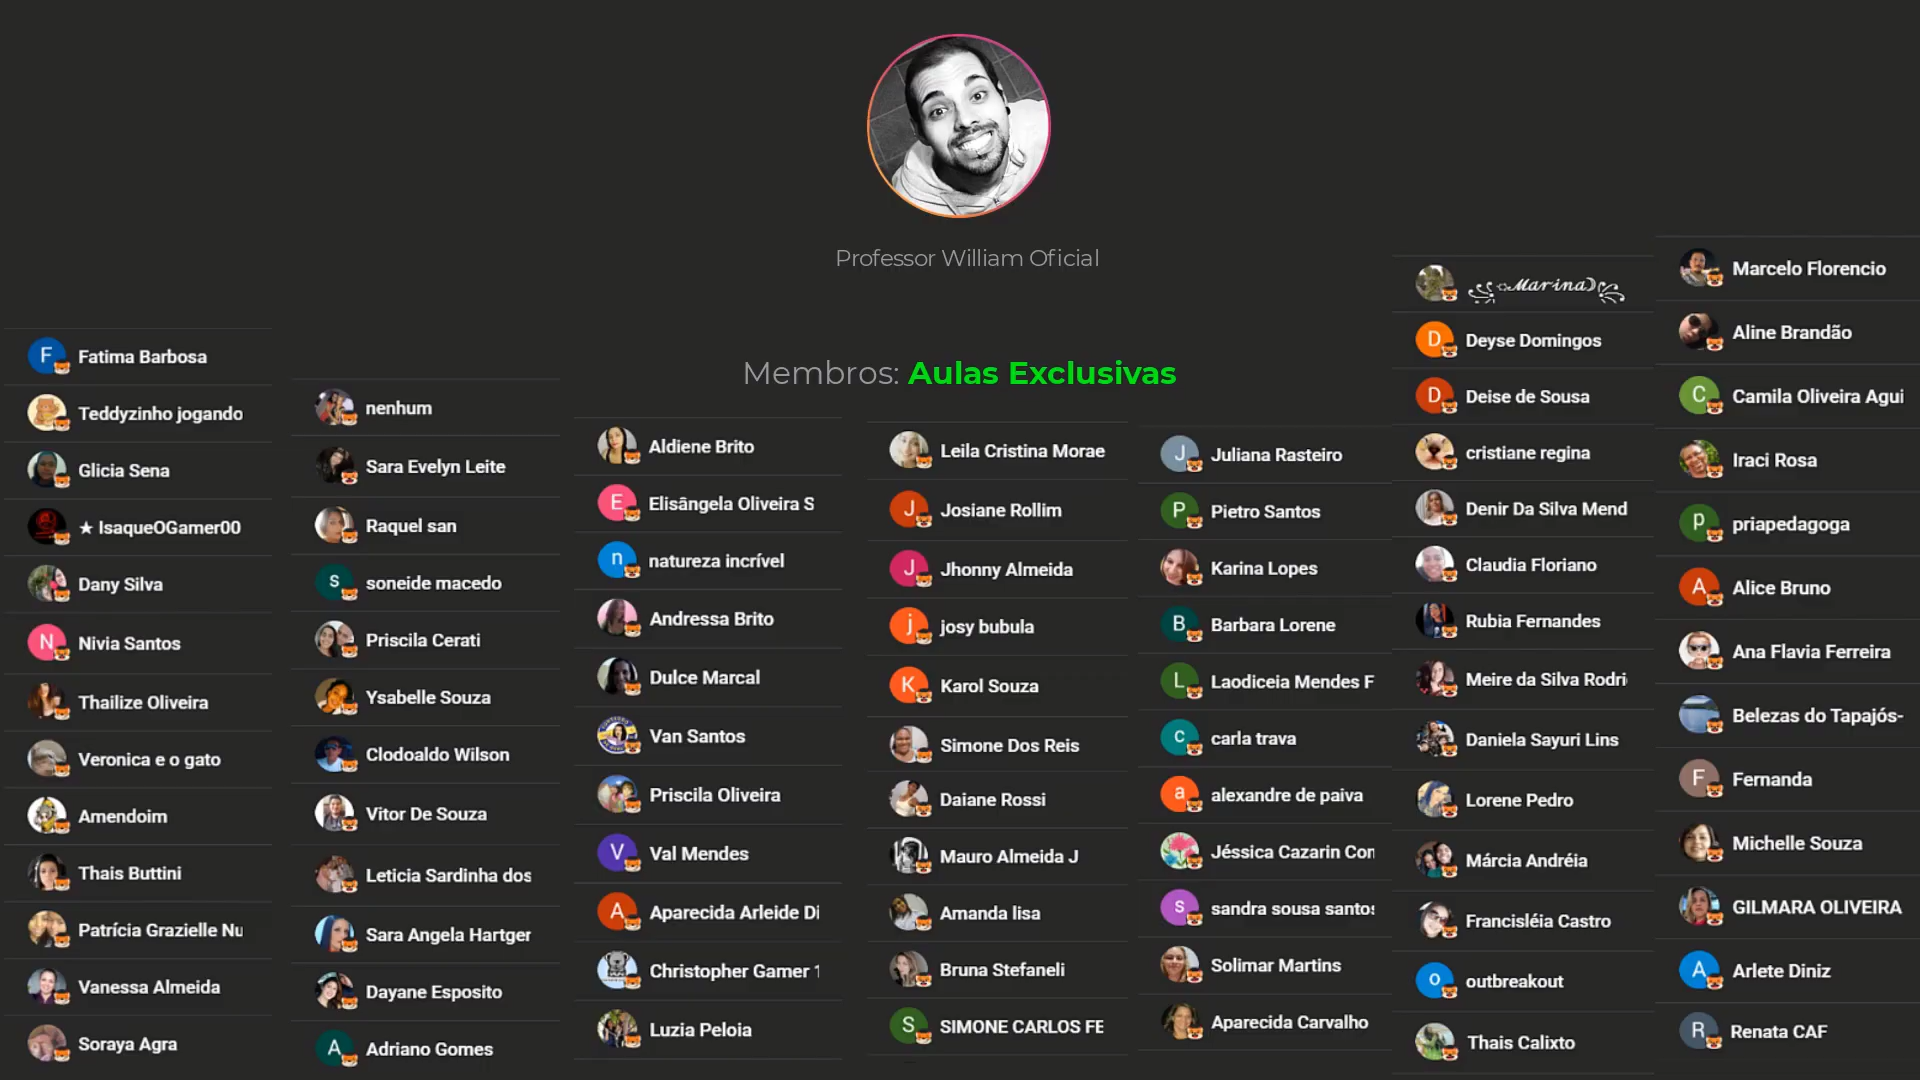 Professor William Oficial
Membros: Aulas Exclusivas
Fatima Barbosa
Teddyzinho jogando
Glicia Sena
★ IsaqueOGamer00
Dany Silva
Nivia Santos
Thailize Oliveira
Veronica e o gato
Amendoim
Thais Buttini
Patrícia Grazielle Nu
Vanessa Almeida
Soraya Agra
nenhum
Sara Evelyn Leite
Raquel san
soneide macedo
Priscila Cerati
Ysabelle Souza
Clodoaldo Wilson
Vitor De Souza
Leticia Sardinha dos
Sara Angela Hartger
Dayane Esposito
Adriano Gomes
Aldiene Brito
Elisângela Oliveira S
natureza incrível
Andressa Brito
Dulce Marcal
Van Santos
Priscila Oliveira
Val Mendes
Aparecida Arleide Di
Christopher Gamer 1
Luzia Peloia
Leila Cristina Morae
Josiane Rollim
Jhonny Almeida
josy bubula
Karol Souza
Simone Dos Reis
Daiane Rossi
Mauro Almeida J
Amanda lisa
Bruna Stefaneli
SIMONE CARLOS FE
Juliana Rasteiro
Pietro Santos
Karina Lopes
Barbara Lorene
Laodiceia Mendes F
carla trava
alexandre de paiva
Jéssica Cazarin Con
sandra sousa santos
Solimar Martins
Aparecida Carvalho
꧁☼𝓜𝓪𝓻𝓲𝓷𝓪☽꧂
Deyse Domingos
Deise de Sousa
cristiane regina
Denir Da Silva Mend
Claudia Floriano
Rubia Fernandes
Meire da Silva Rodri
Daniela Sayuri Lins
Lorene Pedro
Márcia Andréia
Francisléia Castro
outbreakout
Thais Calixto
Marcelo Florencio
Aline Brandão
Camila Oliveira Agui
Iraci Rosa
priapedagoga
Alice Bruno
Ana Flavia Ferreira
Belezas do Tapajós-
Fernanda
Michelle Souza
GILMARA OLIVEIRA
Arlete Diniz
Renata CAF